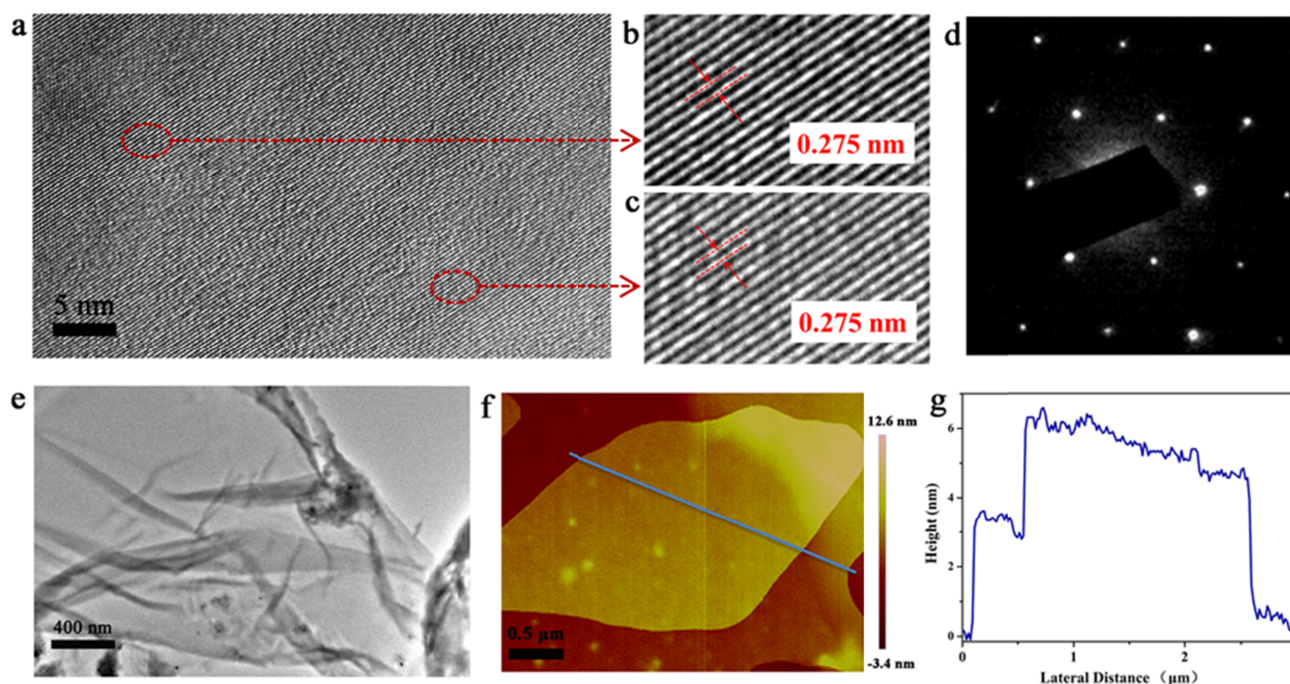 a
5 nm
b
0.275 nm
c
0.275 nm
d
e
400 nm
f
0.5 µm
12.6 nm
-3.4 nm
g
Height (nm)
6
4
2
0
0
1
2
Lateral Distance （µm）